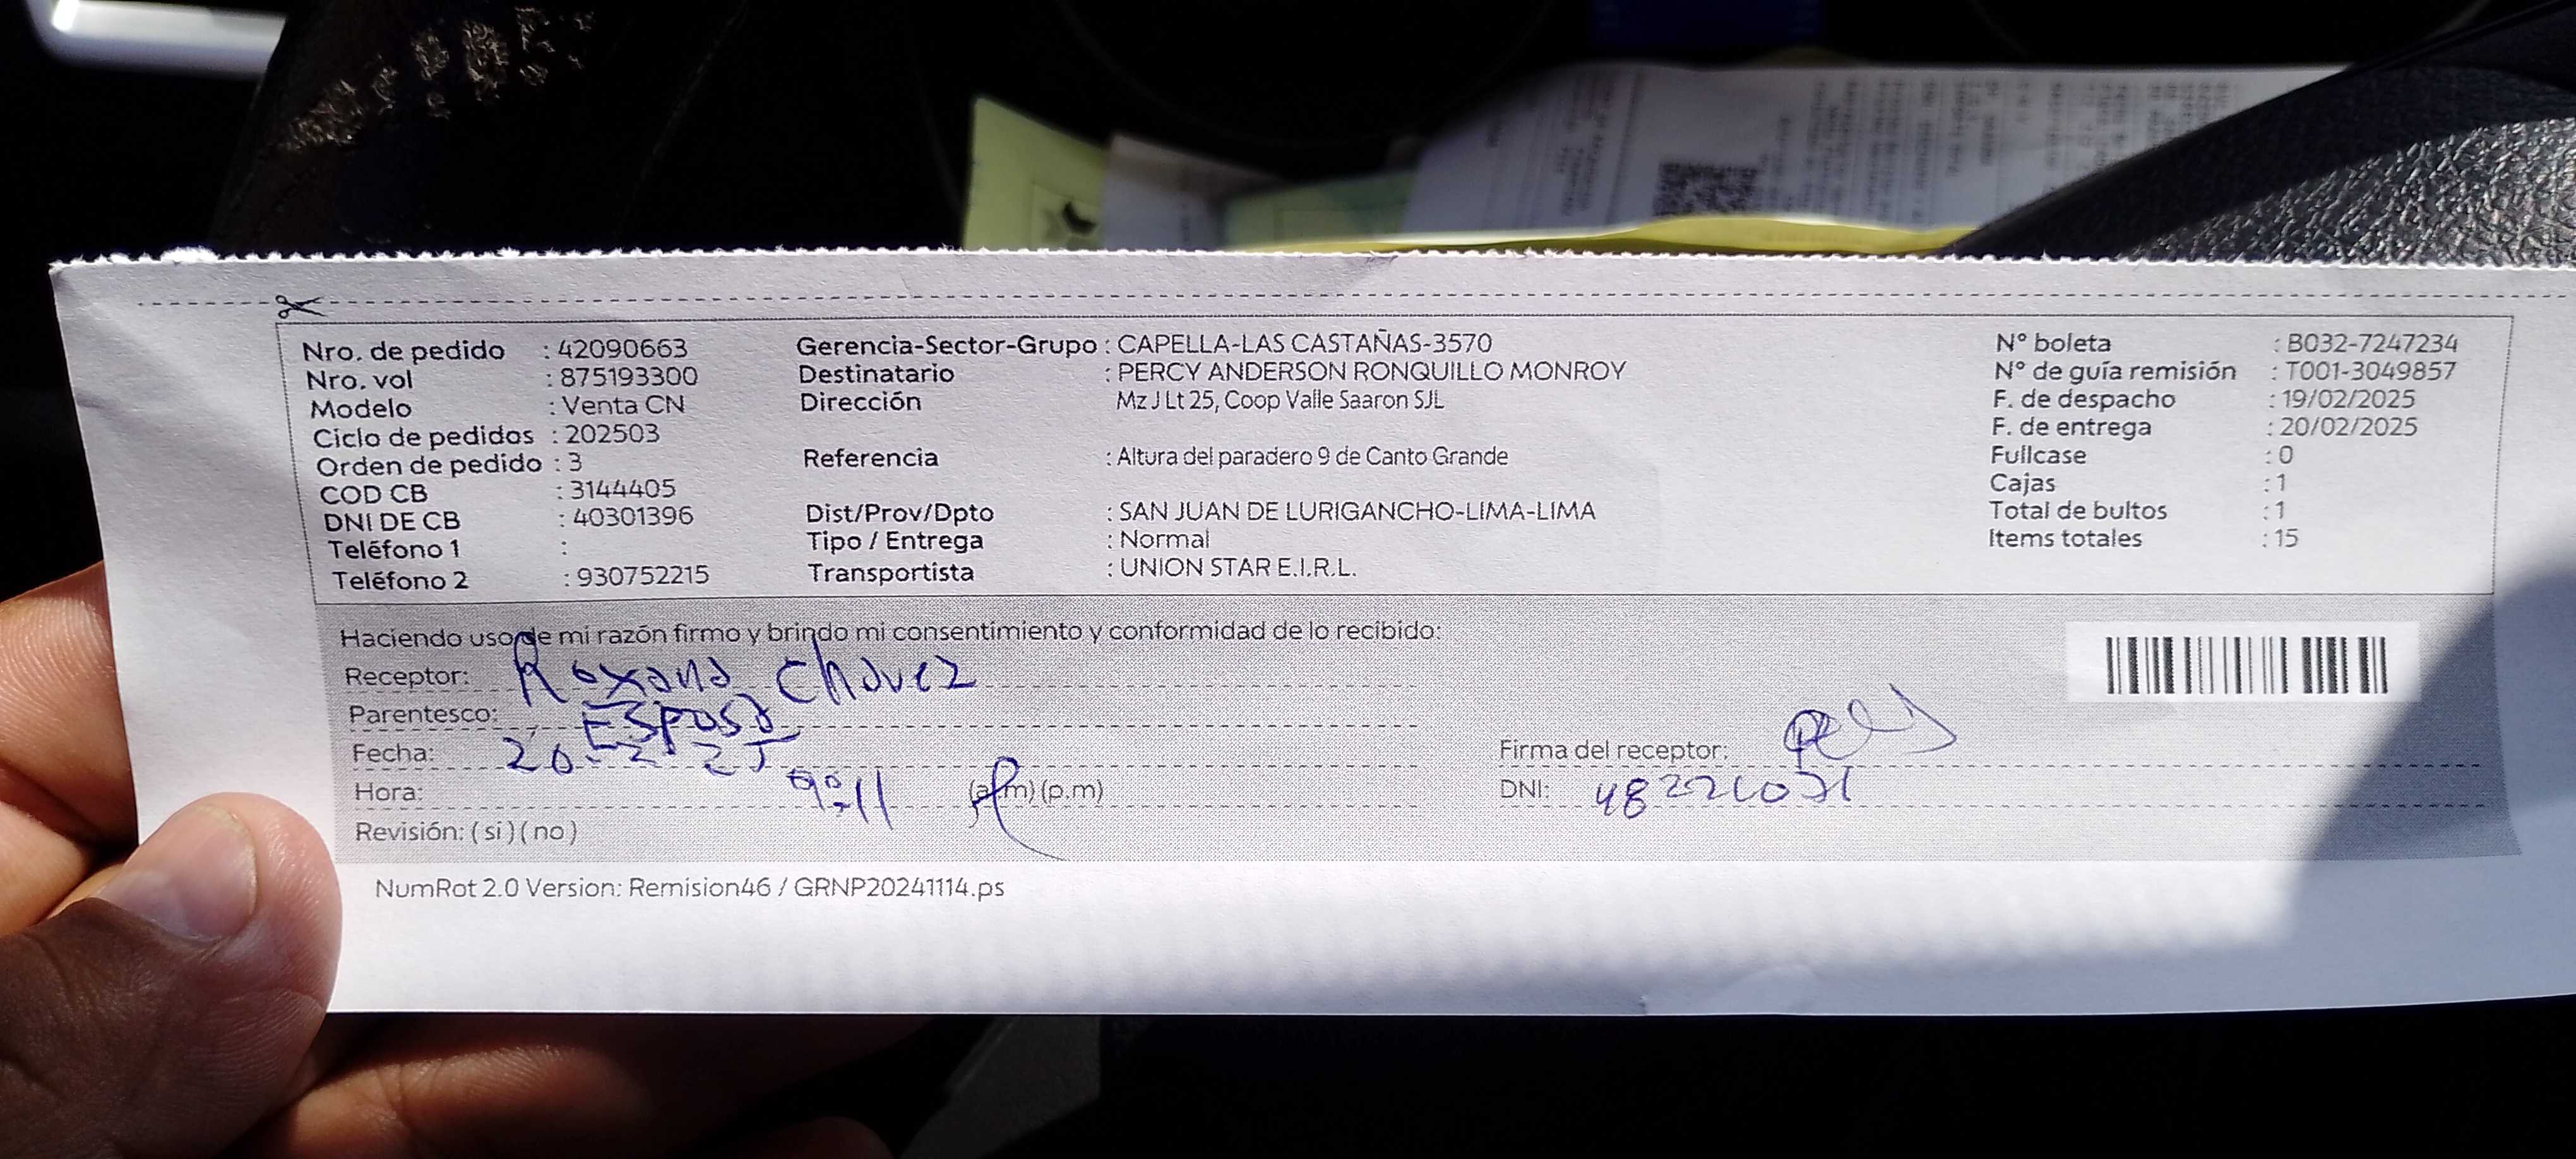 Nro. de pedido : 42090663
Nro. vol : 875193300
Modelo : Venta CN
Ciclo de pedidos : 202503
Orden de pedido : 3
COD CB : 3144405
DNI DE CB : 40301396
Teléfono 1 :
Teléfono 2 : 930752215
Gerencia-Sector-Grupo : CAPELLA-LAS CASTAÑAS-3570
Destinatario : PERCY ANDERSON RONQUILLO MONROY
Dirección Mz J Lt 25, Coop Valle Saaron SJL
Referencia : Altura del paradero 9 de Canto Grande
Dist/Prov/Dpto : SAN JUAN DE LURIGANCHO-LIMA-LIMA
Tipo / Entrega : Normal
Transportista : UNION STAR E.I.R.L.
N° boleta : B032-7247234
N° de guía remisión : T001-3049857
F. de despacho : 19/02/2025
F. de entrega : 20/02/2025
Fullcase : 0
Cajas : 1
Total de bultos : 1
Items totales : 15
Haciendo uso de mi razón firmo y brindo mi consentimiento y conformidad de lo recibido:
Receptor: Roxana Chavez
Parentesco: Esposa
Fecha: 20-2-25
Hora: 9:11 (a.m) (p.m)
Revisión: ( si ) ( no )
Firma del receptor:
DNI:
NumRot 2.0 Version: Remision46 / GRNP20241114.ps